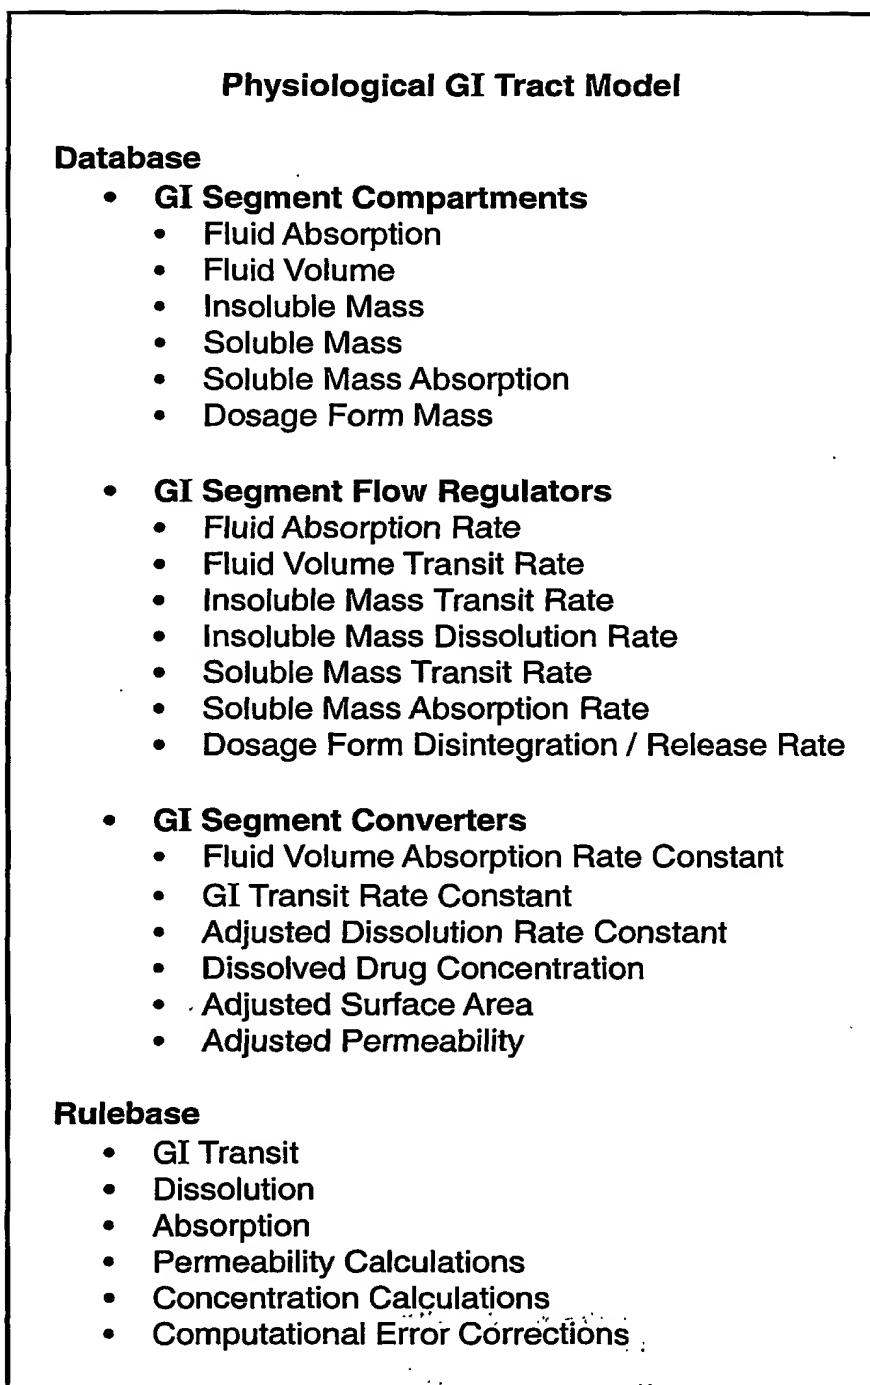 Physiological GI Tract Model
Database
• GI Segment Compartments
• Fluid Absorption
• Fluid Volume
• Insoluble Mass
• Soluble Mass
• Soluble Mass Absorption
• Dosage Form Mass
• GI Segment Flow Regulators
• Fluid Absorption Rate
• Fluid Volume Transit Rate
• Insoluble Mass Transit Rate
• Insoluble Mass Dissolution Rate
• Soluble Mass Transit Rate
• Soluble Mass Absorption Rate
• Dosage Form Disintegration / Release Rate
• GI Segment Converters
• Fluid Volume Absorption Rate Constant
• GI Transit Rate Constant
• Adjusted Dissolution Rate Constant
• Dissolved Drug Concentration
• Adjusted Surface Area
• Adjusted Permeability
Rulebase
• GI Transit
• Dissolution
• Absorption
• Permeability Calculations
• Concentration Calculations
• Computational Error Corrections